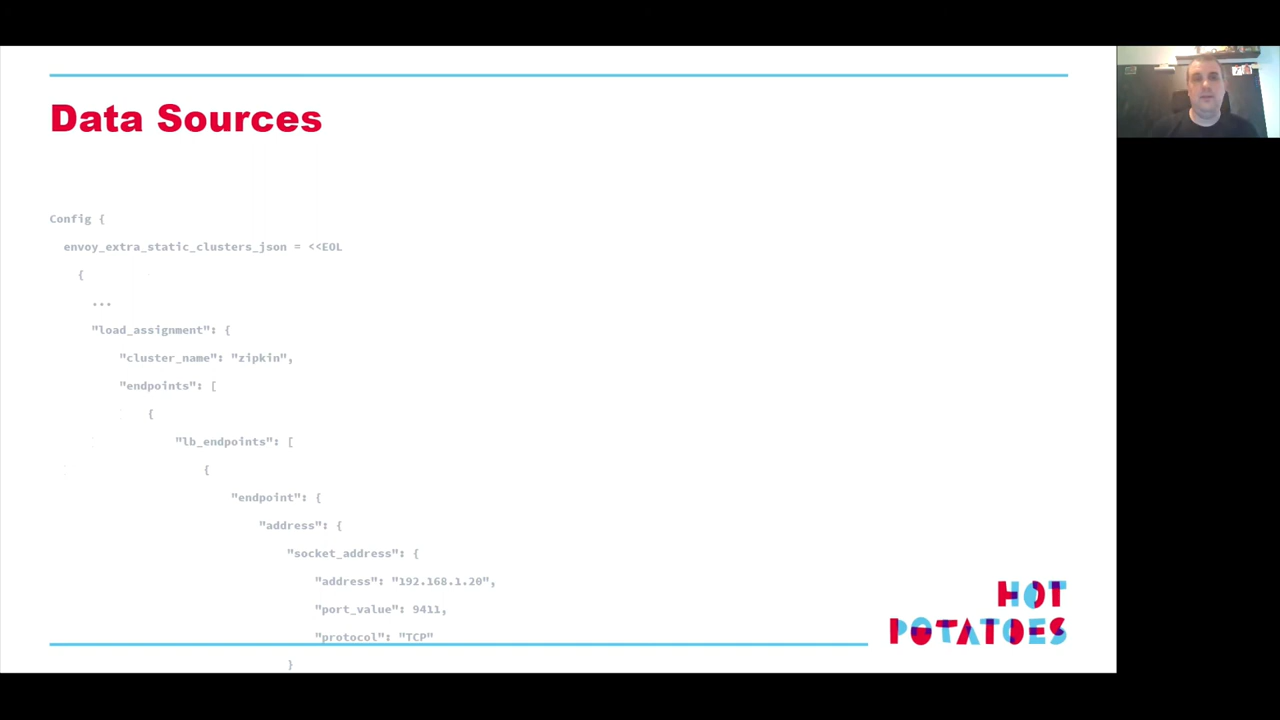 Data Sources
Config {
envoy_extra_static_clusters_json = <<EOL
{
...
"load_assignment": {
"cluster_name": "zipkin",
"endpoints": [
{
"lb_endpoints": [
{
"endpoint": {
"address": {
"socket_address": {
"address": "192.168.1.20",
"port_value": 9411,
"protocol": "TCP"
}
HOT
POTATOES